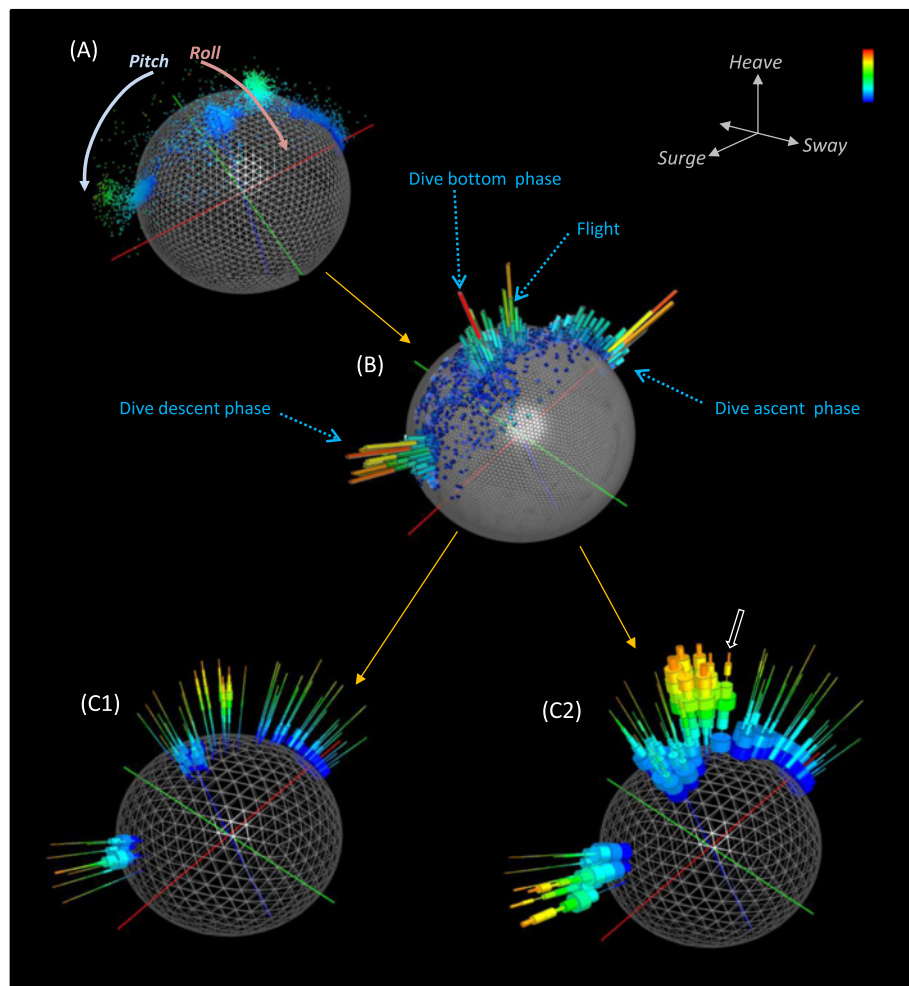 (A)
Pitch
Roll
Heave
Surge
Sway
Dive bottom phase
Flight
(B)
Dive descent phase
Dive ascent phase
(C1)
(C2)